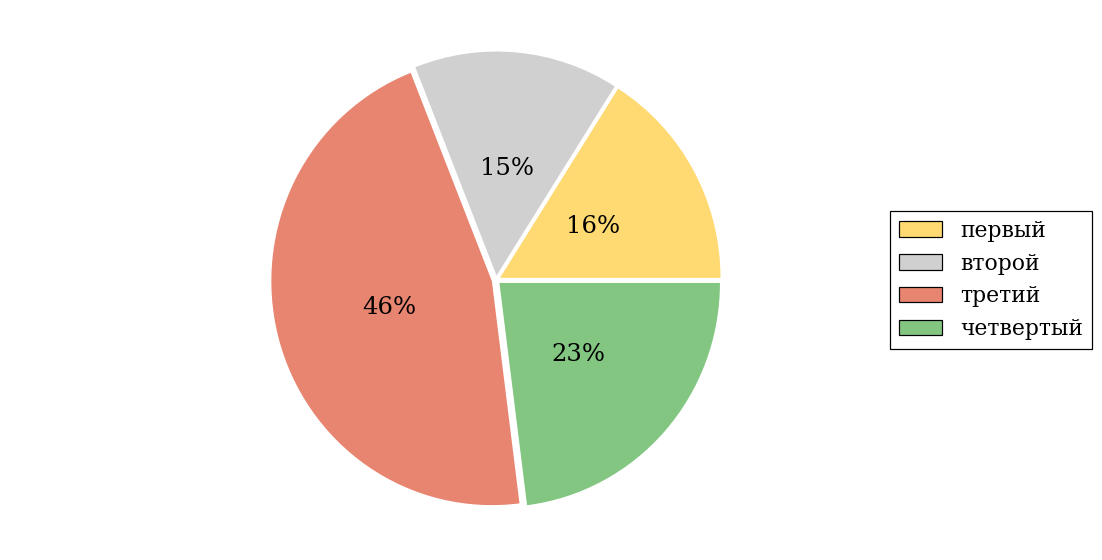 15%
16%
46%
23%
первый
второй
третий
четвертый